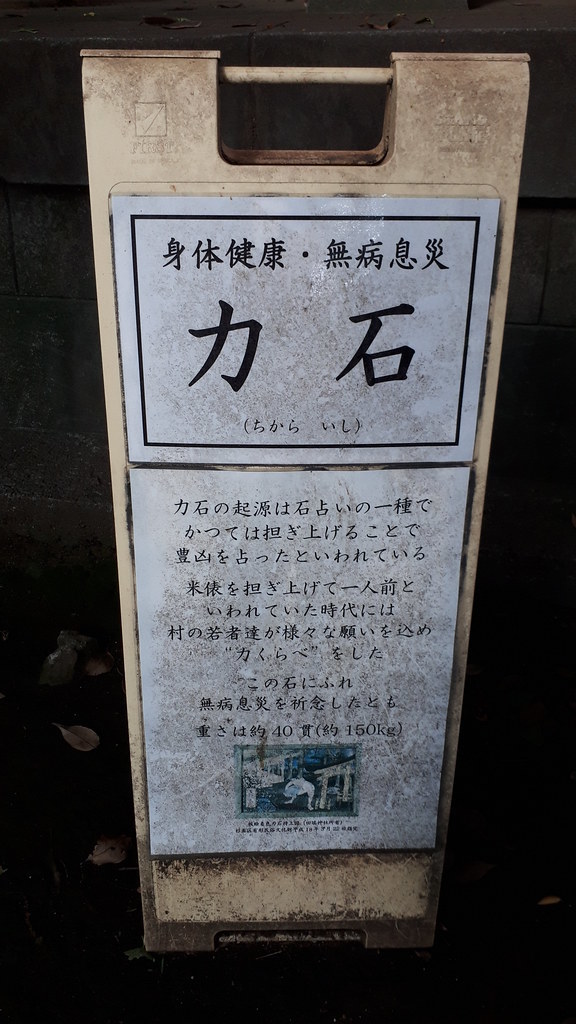 身体健康・無病息災
力石
(ちから いし)
力石の起源は石占いの一種で
かつては担ぎ上げることで
豊凶を占ったといわれている
米俵を担ぎ上げて一人前と
いわれていた時代には
村の若者達が様々な願いを込め
“力くらべ”をした
この石にふれ
無病息災を祈念したとも
重さは約40貫(約150kg)